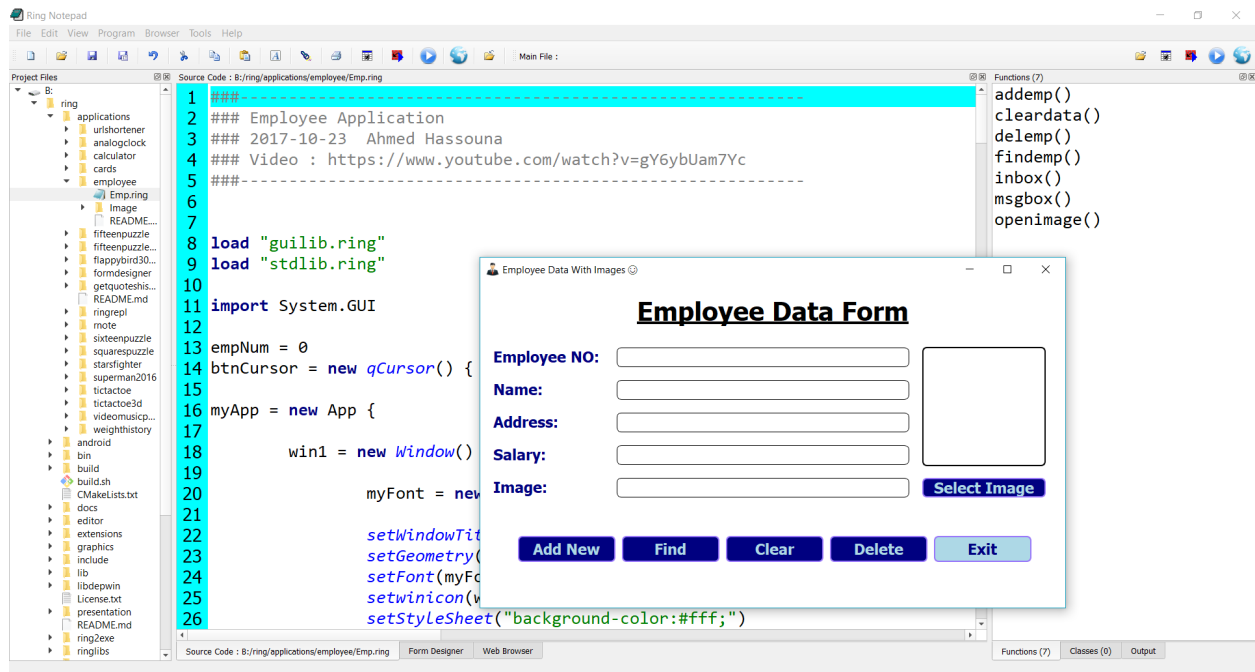 Ring Notepad
File Edit View Program Browser Tools Help
Main File :
Project Files
B:
ring
applications
urlshortener
analogclock
calculator
cards
employee
Emp.ring
Image
README....
fifteenpuzzle
fifteenpuzzle...
flappybird30...
formdesigner
getquoteshis...
README.md
ringrepl
rnote
sixteenpuzzle
squarespuzzle
starsfighter
superman2016
tictactoe
tictactoe3d
videomusicp...
weighthistory
android
bin
build
build.sh
CMakeLists.txt
docs
editor
extensions
graphics
include
lib
libdepwin
License.txt
presentation
README.md
ring2exe
ringlibs
Source Code : B:/ring/applications/employee/Emp.ring
1 ###----------------------------------------------------------
2 ### Employee Application
3 ### 2017-10-23 Ahmed Hassouna
4 ### Video : https://www.youtube.com/watch?v=gY6ybUam7Yc
5 ###----------------------------------------------------------
6
7
8 load "guilib.ring"
9 load "stdlib.ring"
10
11 import System.GUI
12
13 empNum = 0
14 btnCursor = new qCursor() {
15
16 myApp = new App {
17
18 win1 = new Window()
19
20 myFont = new
21
22 setWindowTit
23 setGeometry(
24 setFont(myFo
25 setwinicon(w
26 setStyleSheet("background-color:#fff;")
Employee Data With Images ☺
Employee Data Form
Employee NO:
Name:
Address:
Salary:
Image:
Select Image
Add New Find Clear Delete Exit
Functions (7)
addemp()
cleardata()
delemp()
findemp()
inbox()
msgbox()
openimage()
Source Code : B:/ring/applications/employee/Emp.ring Form Designer Web Browser
Functions (7) Classes (0) Output